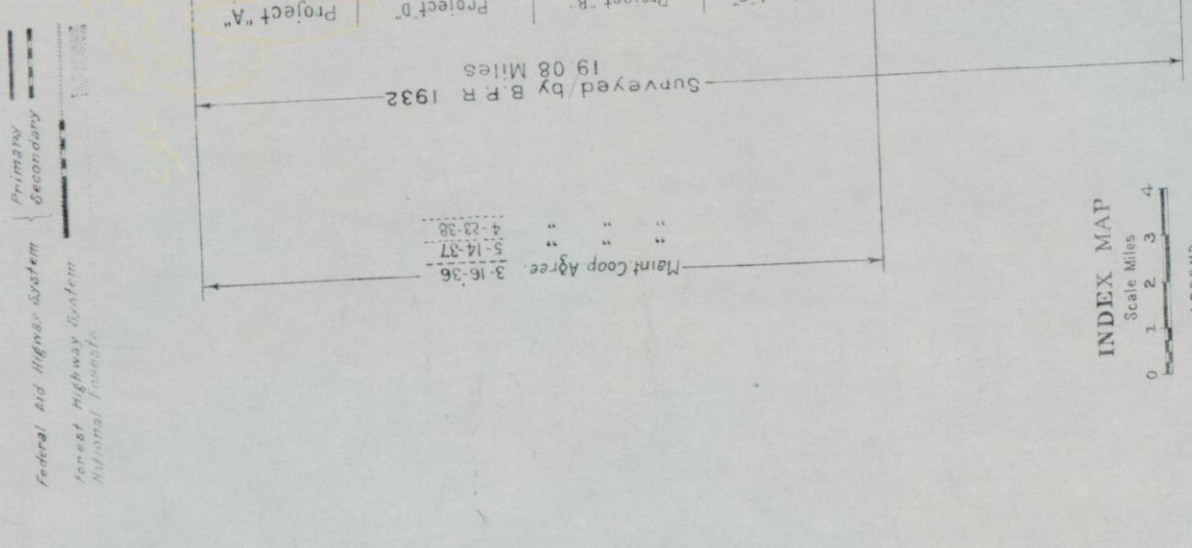 Federal Aid Higway System { Primary
Secondary
Forest Highway System
National Forests
Maint. Coop. Agree. 3-16-36
" " " 5-14-37
" " " 4-23-38
Surveyed by B.P.R 1932
19.08 Miles
Project "B"
Project "D"
Project "A"
INDEX MAP
Scale Miles
0 1 2 3 4